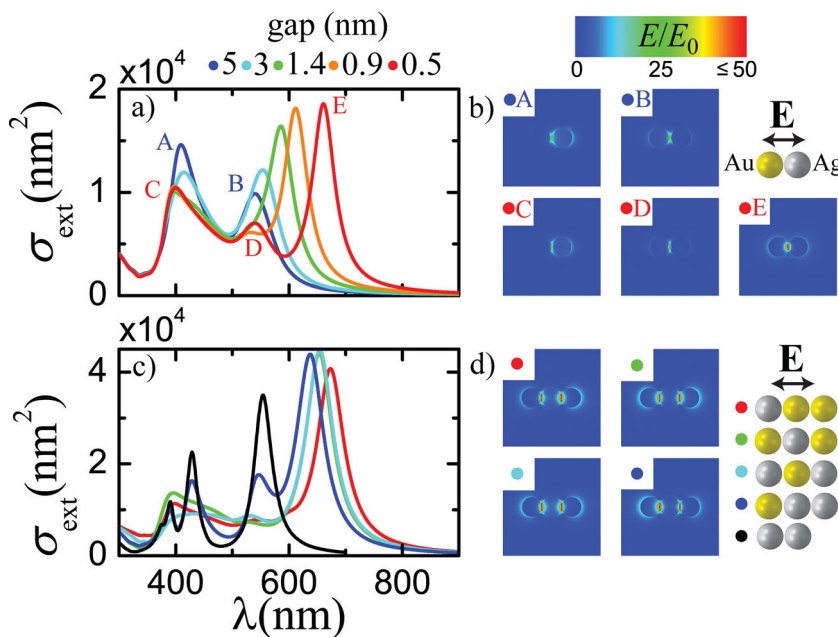 gap (nm)
5 3 1.4 0.9 0.5
E/E0
0 25 ≤50
x10^4
a)
2
1
0
σext(nm²)
A
B
C
D
E
b)
A
B
E
Au
Ag
C
D
E
x10^4
c)
4
2
0
σext(nm²)
400 600 800
λ(nm)
d)
E